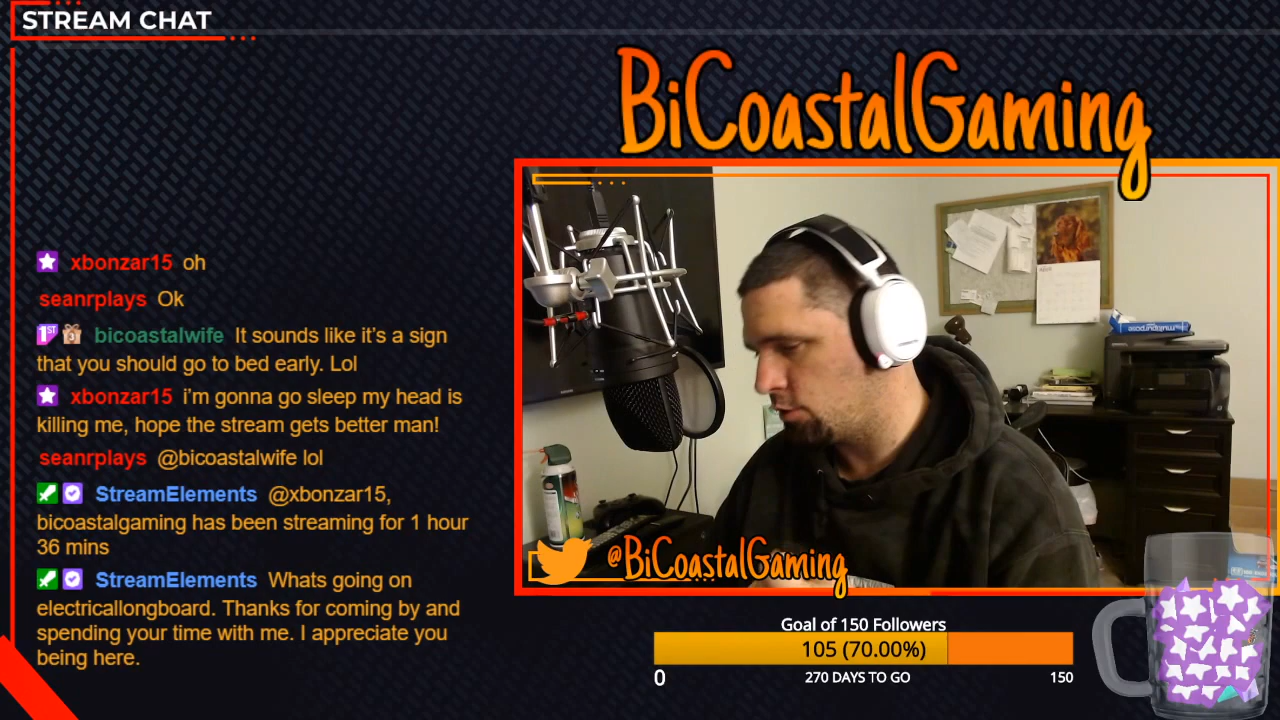 STREAM CHAT
BiCoastalGaming
xbonzar15 oh
seanrplays Ok
1ST 3 bicoastalwife It sounds like it's a sign
that you should go to bed early. Lol
xbonzar15 i'm gonna go sleep my head is
killing me, hope the stream gets better man!
seanrplays @bicoastalwife lol
StreamElements @xbonzar15,
bicoastalgaming has been streaming for 1 hour
36 mins
StreamElements Whats going on
electricallongboard. Thanks for coming by and
spending your time with me. I appreciate you
being here.
@BiCoastalGaming
Goal of 150 Followers
105 (70.00%)
0 270 DAYS TO GO 150